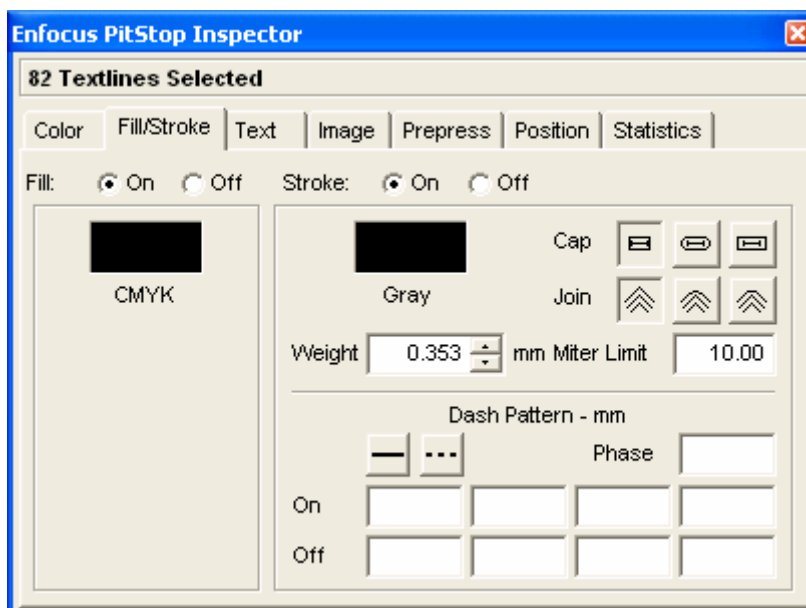 Enfocus PitStop Inspector
82 Textlines Selected
Color Fill/Stroke Text Image Prepress Position Statistics
Fill: On Off Stroke: On Off
Cap
CMYK Gray Join
Weight 0.353 mm Miter Limit 10.00
Dash Pattern - mm
Phase
On
Off